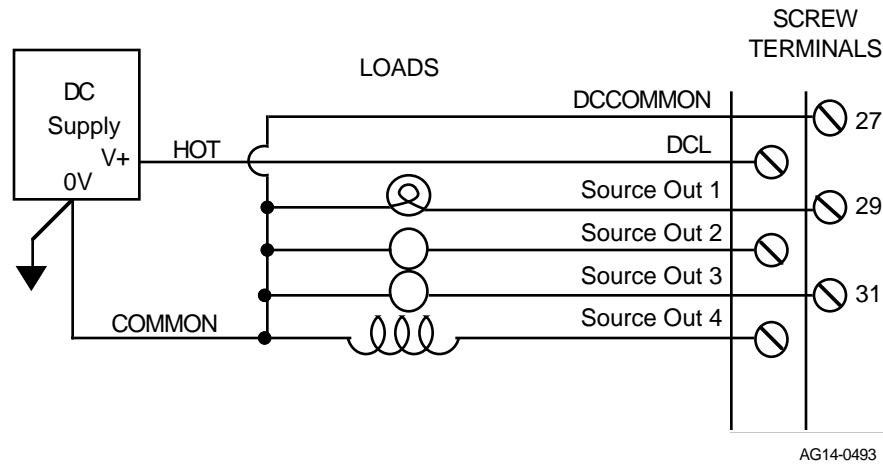 SCREW
TERMINALS
LOADS
DC
Supply
V+
0V
HOT
COMMON
DCCOMMON
27
DCL
Source Out 1
29
Source Out 2
Source Out 3
31
Source Out 4
AG14-0493